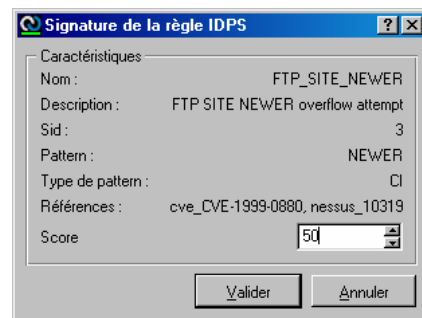 Signature de la règle IDPS
Caractéristiques
Nom : FTP_SITE_NEWER
Description : FTP SITE NEWER overflow attempt
Sid : 3
Pattern : NEWER
Type de pattern : CI
Références : cve_CVE-1999-0880, nessus_10319
Score 50
Valider Annuler